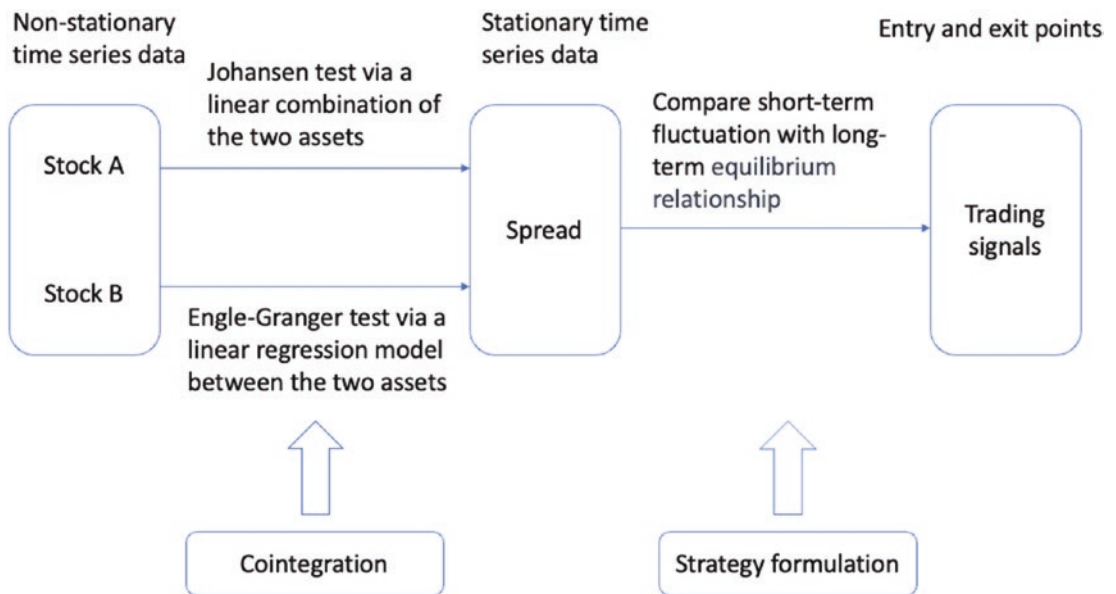 Non-stationary
time series data
Stationary time
series data
Entry and exit points
Johansen test via a
linear combination of
the two assets
Compare short-term
fluctuation with long-
term equilibrium
relationship
Stock A
Stock B
Spread
Trading
signals
Engle-Granger test via a
linear regression model
between the two assets
Cointegration
Strategy formulation